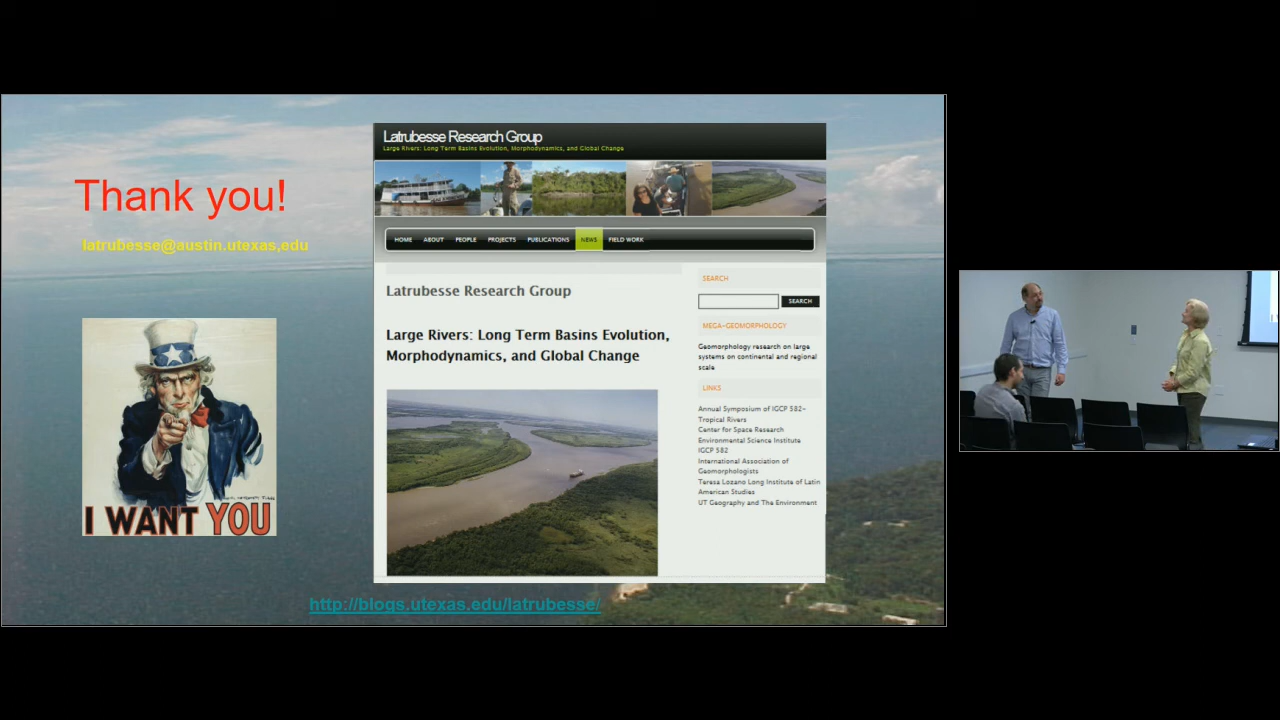 Thank you!
latrubesse@austin.utexas,edu
I WANT YOU
Latrubesse Research Group
Large Rivers: Long Term Basins Evolution, Morphodynamics, and Global Change
HOME ABOUT PEOPLE PROJECTS PUBLICATIONS NEWS FIELD WORK
Latrubesse Research Group
Large Rivers: Long Term Basins Evolution,
Morphodynamics, and Global Change
SEARCH
SEARCH
MEGA-GEOMORPHOLOGY
Geomorphology research on large
systems on continental and regional
scale
LINKS
Annual Symposium of IGCP 582-
Tropical Rivers
Center for Space Research
Environmental Science Institute
IGCP 582
International Association of
Geomorphologists
Teresa Lozano Long Institute of Latin
American Studies
UT Geography and The Environment
http://blogs.utexas.edu/latrubesse/